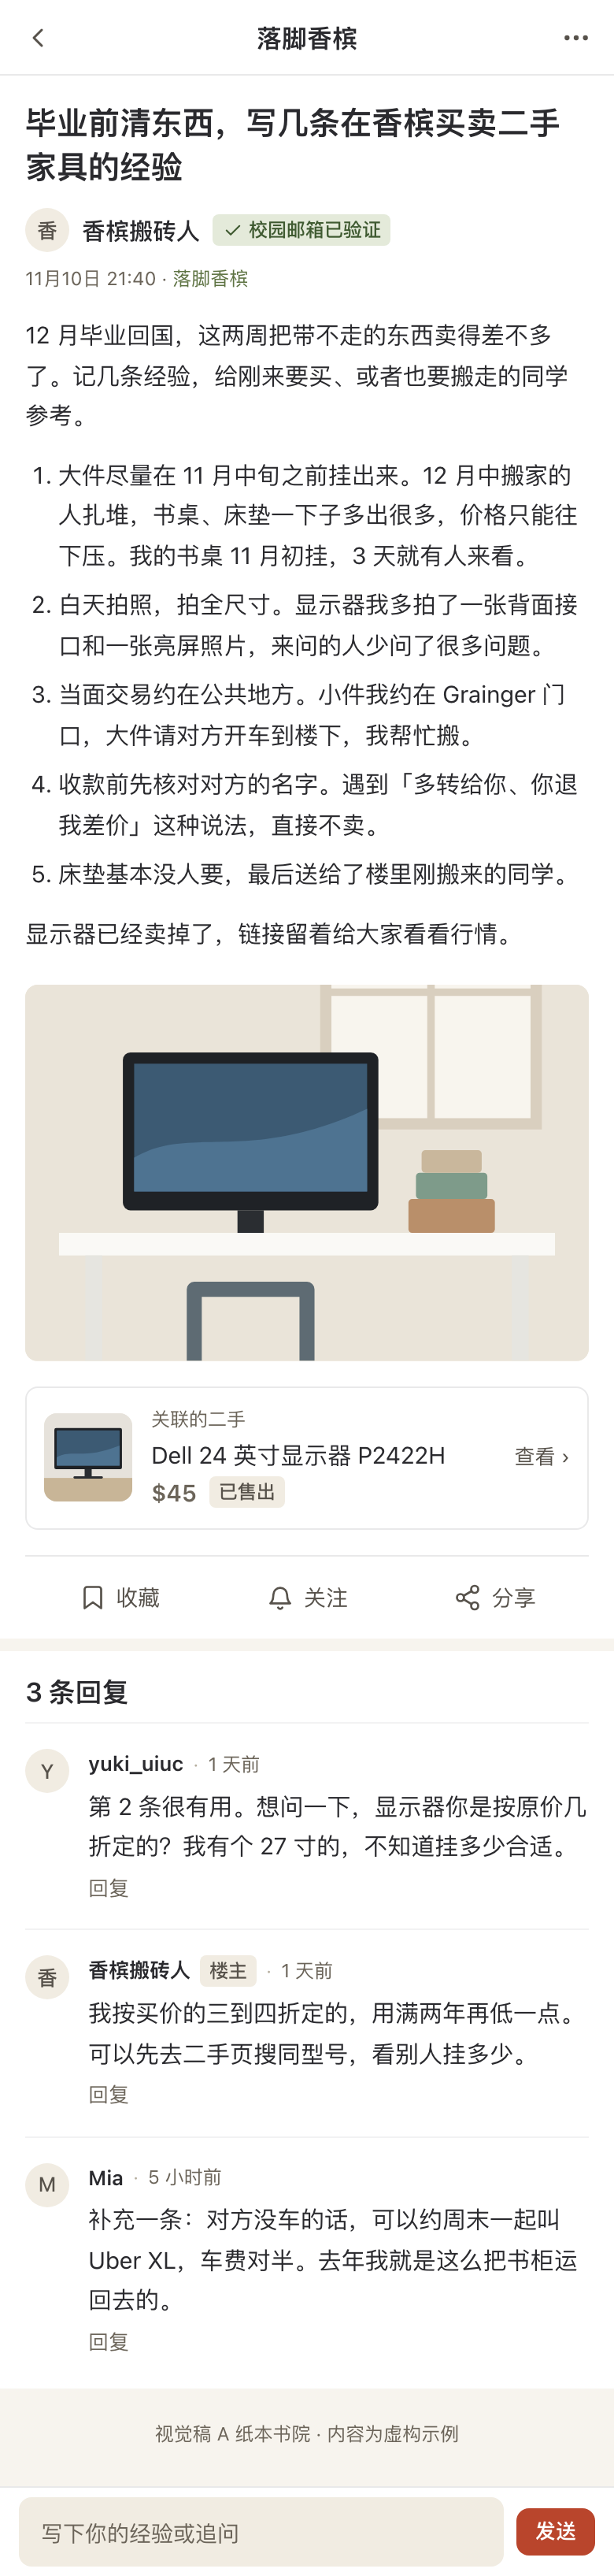 落脚香槟
毕业前清东西，写几条在香槟买卖二手
家具的经验
香
香槟搬砖人
校园邮箱已验证
11月10日 21:40 · 落脚香槟
12 月毕业回国，这两周把带不走的东西卖得差不多
了。记几条经验，给刚来要买、或者也要搬走的同学
参考。
1. 大件尽量在 11 月中旬之前挂出来。12 月中搬家的
人扎堆，书桌、床垫一下子多出很多，价格只能往
下压。我的书桌 11 月初挂，3 天就有人来看。
2. 白天拍照，拍全尺寸。显示器我多拍了一张背面接
口和一张亮屏照片，来问的人少问了很多问题。
3. 当面交易约在公共地方。小件我约在 Grainger 门
口，大件请对方开车到楼下，我帮忙搬。
4. 收款前先核对对方的名字。遇到「多转给你、你退
我差价」这种说法，直接不卖。
5. 床垫基本没人要，最后送给了楼里刚搬来的同学。
显示器已经卖掉了，链接留着给大家看看行情。
关联的二手
Dell 24 英寸显示器 P2422H
查看 ›
$45
已售出
收藏
关注
分享
3 条回复
Y
yuki_uiuc · 1 天前
第 2 条很有用。想问一下，显示器你是按原价几
折定的？我有个 27 寸的，不知道挂多少合适。
回复
香
香槟搬砖人 楼主 · 1 天前
我按买价的三到四折定的，用满两年再低一点。
可以先去二手页搜同型号，看别人挂多少。
回复
M
Mia · 5 小时前
补充一条：对方没车的话，可以约周末一起叫
Uber XL，车费对半。去年我就是这么把书柜运
回去的。
回复
视觉稿 A 纸本书院 · 内容为虚构示例
写下你的经验或追问
发送